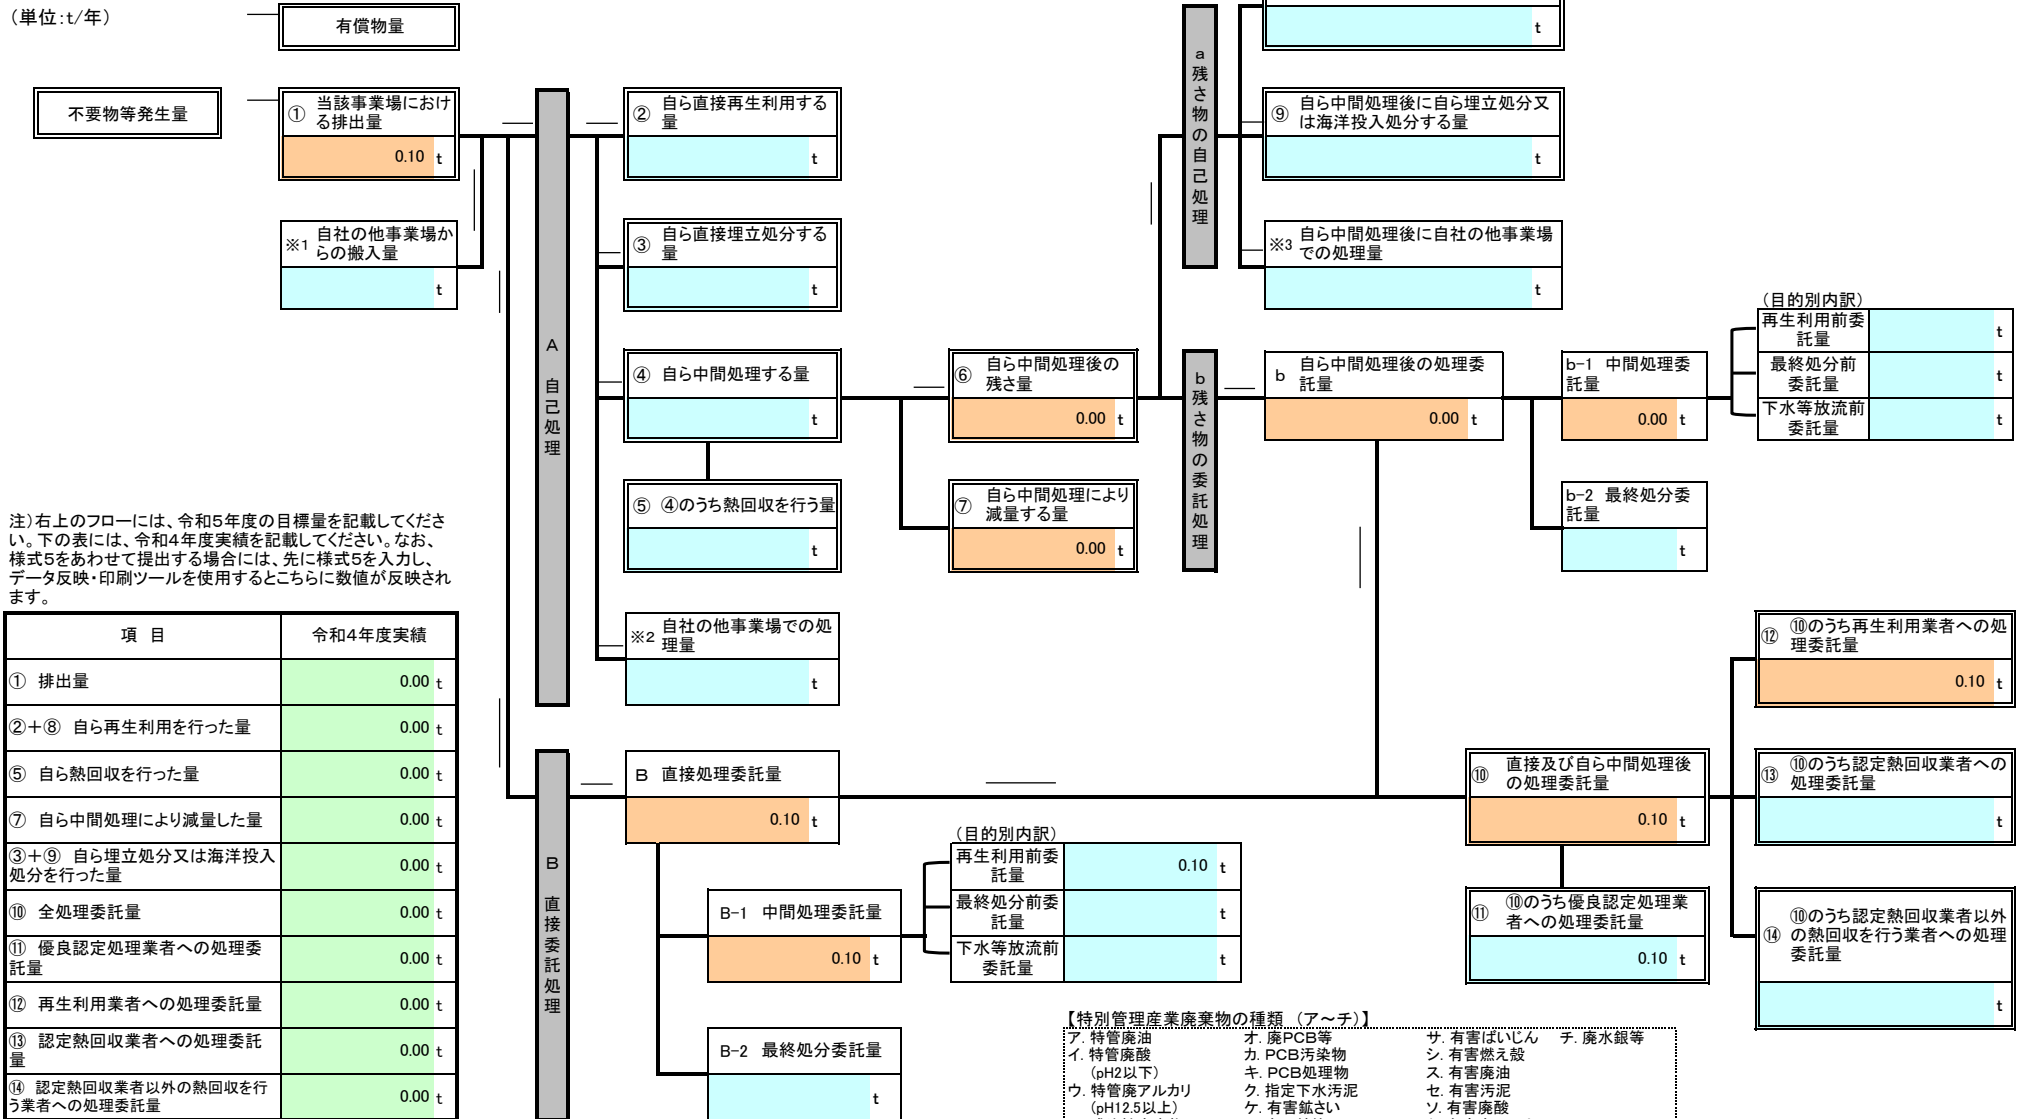 （単位:t/年）
有償物量
t
不要物等発生量
① 当該事業場におけ
る排出量
0.10 t
※1 自社の他事業場か
らの搬入量
t
A 自己処理
② 自ら直接再生利用する
量
t
③ 自ら直接埋立処分する
量
t
④ 自ら中間処理する量
t
⑤ ④のうち熱回収を行う量
t
※2 自社の他事業場での処
理量
t
⑥ 自ら中間処理後の
残さ量
0.00 t
⑦ 自ら中間処理により
減量する量
0.00 t
a 残さ物の自己処理
⑨ 自ら中間処理後に自ら埋立処分又
は海洋投入処分する量
t
※3 自ら中間処理後に自社の他事業場
での処理量
t
b 残さ物の委託処理
b 自ら中間処理後の処理委
託量
0.00 t
b-1 中間処理委
託量
0.00 t
（目的別内訳）
再生利用前委
託量
t
最終処分前
委託量
t
下水等放流前
委託量
t
b-2 最終処分委
託量
t
注）右上のフローには、令和5年度の目標量を記載してくださ
い。下の表には、令和4年度実績を記載してください。なお、
様式5をあわせて提出する場合には、先に様式5を入力し、
データ反映・印刷ツールを使用するとこちらに数値が反映され
ます。
項 目 令和4年度実績
① 排出量 0.00 t
②＋⑧ 自ら再生利用を行った量 0.00 t
⑤ 自ら熱回収を行った量 0.00 t
⑦ 自ら中間処理により減量した量 0.00 t
③＋⑨ 自ら埋立処分又は海洋投入
処分を行った量 0.00 t
⑩ 全処理委託量 0.00 t
⑪ 優良認定処理業者への処理委
託量 0.00 t
⑫ 再生利用業者への処理委託量 0.00 t
⑬ 認定熱回収業者への処理委託
量 0.00 t
⑭ 認定熱回収業者以外の熱回収を行
う業者への処理委託量 0.00 t
B 直接委託処理
B 直接処理委託量
0.10 t
B-1 中間処理委託量
0.10 t
（目的別内訳）
再生利用前委
託量
0.10 t
最終処分前委
託量
t
下水等放流前
委託量
t
B-2 最終処分委託量
t
⑩ 直接及び自ら中間処理後
の処理委託量
0.10 t
⑪ ⑩のうち優良認定処理業
者への処理委託量
0.10 t
⑫ ⑩のうち再生利用業者への処
理委託量
0.10 t
⑬ ⑩のうち認定熱回収業者への
処理委託量
t
⑭ ⑩のうち認定熱回収業者以外
の熱回収を行う業者への処理
委託量
t
【特別管理産業廃棄物の種類 （ア～チ）】
ア. 特管廃油 オ. 廃PCB等 サ. 有害ばいじん チ. 廃水銀等
イ. 特管廃酸 カ. PCB汚染物 シ. 有害燃え殻
（pH2以下） キ. PCB処理物 ス. 有害廃油
ウ. 特管廃アルカリ ク. 指定下水汚泥 セ. 有害汚泥
（pH12.5以上） ケ. 有害鉱さい ソ. 有害廃酸